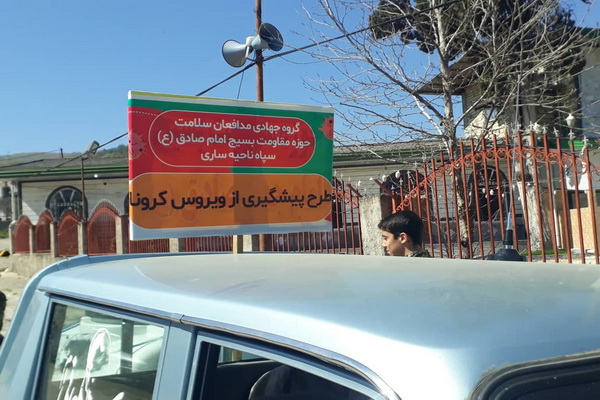 گروه جهادی مدافعان سلامت
حوزه مقاومت بسیج امام صادق (ع)
سپاه ناحیه ساری
طرح پیشگیری از ویروس کرونا